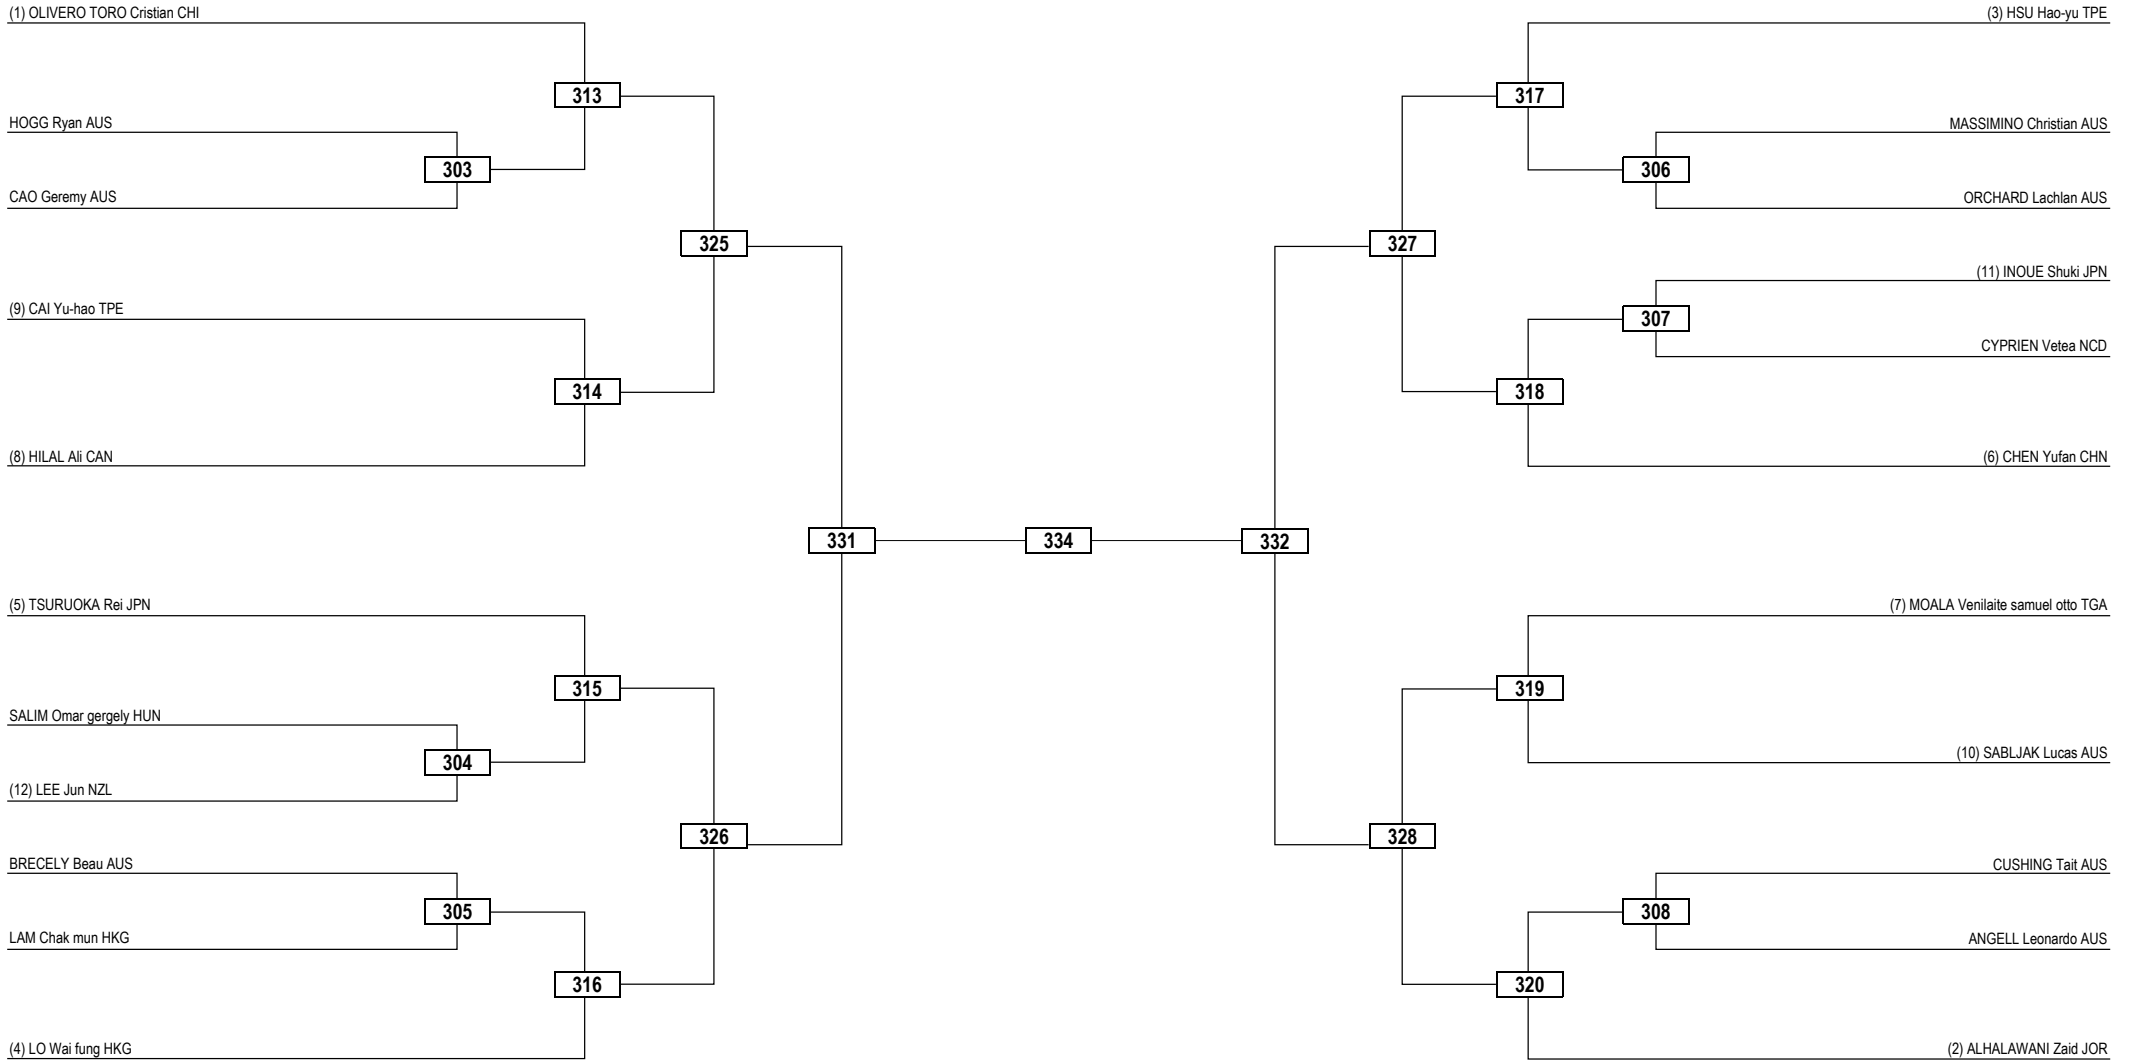 (1) OLIVERO TORO Cristian CHI
(3) HSU Hao-yu TPE
313
317
HOGG Ryan AUS
MASSIMINO Christian AUS
303
306
CAO Geremy AUS
ORCHARD Lachlan AUS
325
327
(11) INOUE Shuki JPN
(9) CAI Yu-hao TPE
307
CYPRIEN Vetea NCD
314
318
(8) HILAL Ali CAN
(6) CHEN Yufan CHN
331
334
332
(5) TSURUOKA Rei JPN
(7) MOALA Venilaite samuel otto TGA
315
319
SALIM Omar gergely HUN
(10) SABLJAK Lucas AUS
304
(12) LEE Jun NZL
326
328
BRECELY Beau AUS
CUSHING Tait AUS
305
308
LAM Chak mun HKG
ANGELL Leonardo AUS
316
320
(4) LO Wai fung HKG
(2) ALHALAWANI Zaid JOR